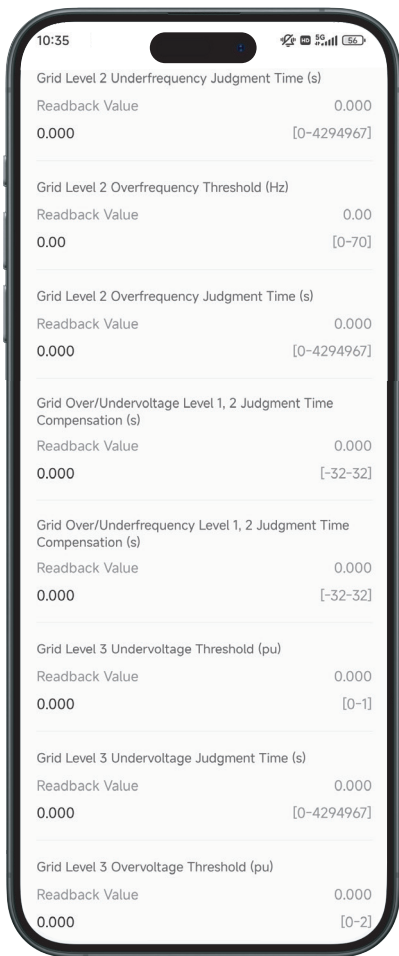 10:35
HD 5G 56
Grid Level 2 Underfrequency Judgment Time (s)
Readback Value 0.000
0.000 [0-4294967]
Grid Level 2 Overfrequency Threshold (Hz)
Readback Value 0.00
0.00 [0-70]
Grid Level 2 Overfrequency Judgment Time (s)
Readback Value 0.000
0.000 [0-4294967]
Grid Over/Undervoltage Level 1, 2 Judgment Time
Compensation (s)
Readback Value 0.000
0.000 [-32-32]
Grid Over/Underfrequency Level 1, 2 Judgment Time
Compensation (s)
Readback Value 0.000
0.000 [-32-32]
Grid Level 3 Undervoltage Threshold (pu)
Readback Value 0.000
0.000 [0-1]
Grid Level 3 Undervoltage Judgment Time (s)
Readback Value 0.000
0.000 [0-4294967]
Grid Level 3 Overvoltage Threshold (pu)
Readback Value 0.000
0.000 [0-2]